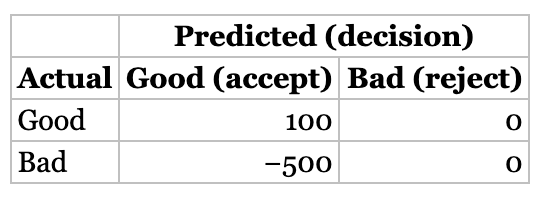 Predicted (decision)
Actual Good (accept) Bad (reject)
Good 100 0
Bad −500 0